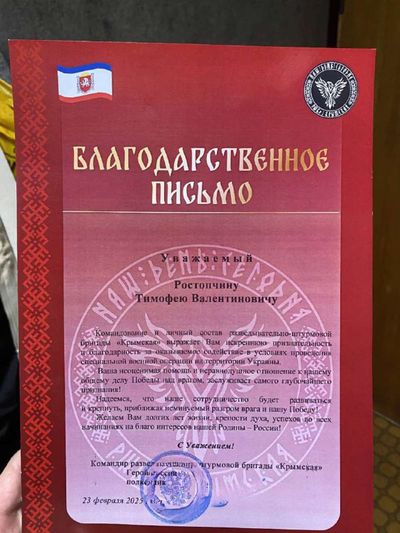 БЛАГОДАРСТВЕННОЕ
ПИСЬМО
Уважаемый
Ростопчину
Тимофею Валентиновичу
Командование и личный состав разведывательно-штурмовой
бригады «Крымская» выражает Вам искреннюю признательность
и благодарность за оказываемое содействие в условиях проведения
специальной военной операции на территории Украины.
Ваша неоценимая помощь и неравнодушное отношение к нашему
общему делу Победы над врагом, заслуживает самого глубочайшего
признания!
Надеемся, что наше сотрудничество будет развиваться
и крепнуть, приближая неминуемый разгром врага и нашу Победу!
Желаем Вам долгих лет жизни, крепости духа, успехов во всех
начинаниях на благо интересов нашей Родины – России!
С Уважением!
Командир штурмовой бригады «Крымская»
Герой
полковник
23 февраля 2025